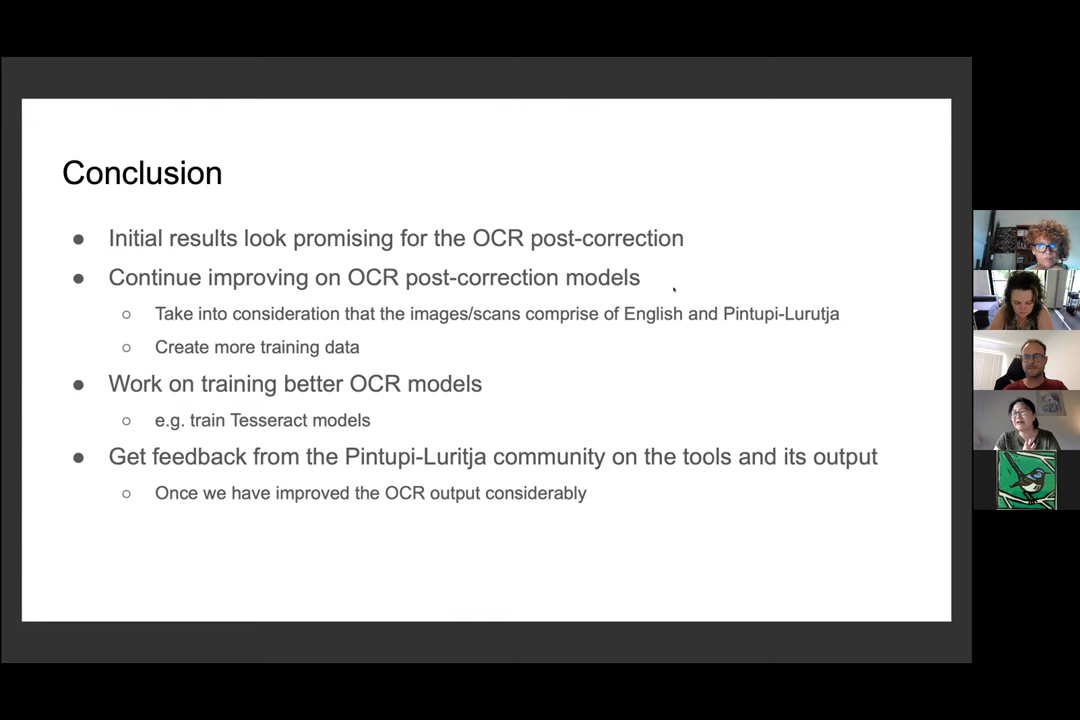 Conclusion
● Initial results look promising for the OCR post-correction
● Continue improving on OCR post-correction models
○ Take into consideration that the images/scans comprise of English and Pintupi-Lurutja
○ Create more training data
● Work on training better OCR models
○ e.g. train Tesseract models
● Get feedback from the Pintupi-Luritja community on the tools and its output
○ Once we have improved the OCR output considerably